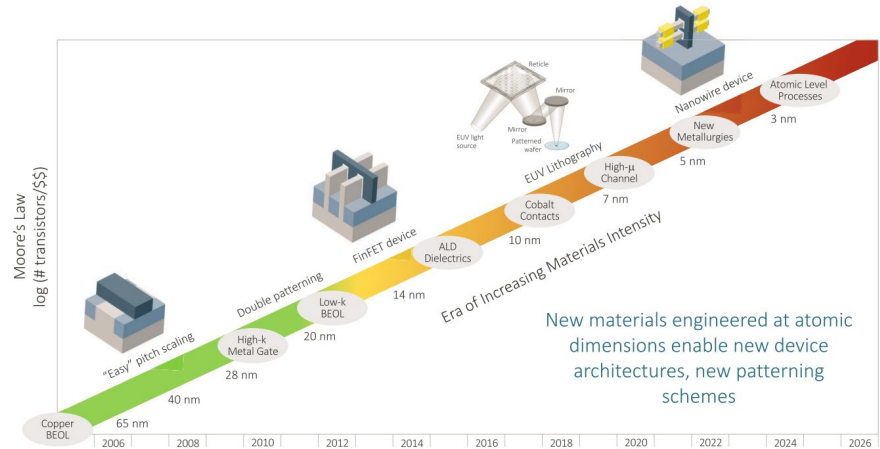 Moore's Law
log (# transistors/$$)
Reticle
Mirror
EUV light
source
Mirror
Patterned
wafer
Nanowire device
Atomic Level
Processes
3 nm
New
Metallurgies
5 nm
EUV Lithography
High-μ
Channel
7 nm
Cobalt
Contacts
10 nm
FinFET device
ALD
Dielectrics
14 nm
Era of Increasing Materials Intensity
Double patterning
Low-k
BEOL
20 nm
High-k
Metal Gate
28 nm
"Easy" pitch scaling
40 nm
65 nm
Copper
BEOL
New materials engineered at atomic
dimensions enable new device
architectures, new patterning
schemes
2006 2008 2010 2012 2014 2016 2018 2020 2022 2024 2026